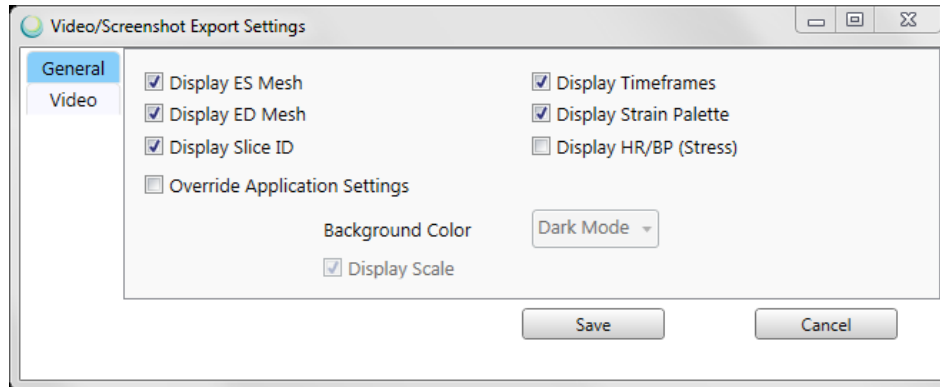 Video/Screenshot Export Settings
General
Video
Display ES Mesh
Display Timeframes
Display ED Mesh
Display Strain Palette
Display Slice ID
Display HR/BP (Stress)
Override Application Settings
Background Color
Dark Mode
Display Scale
Save
Cancel